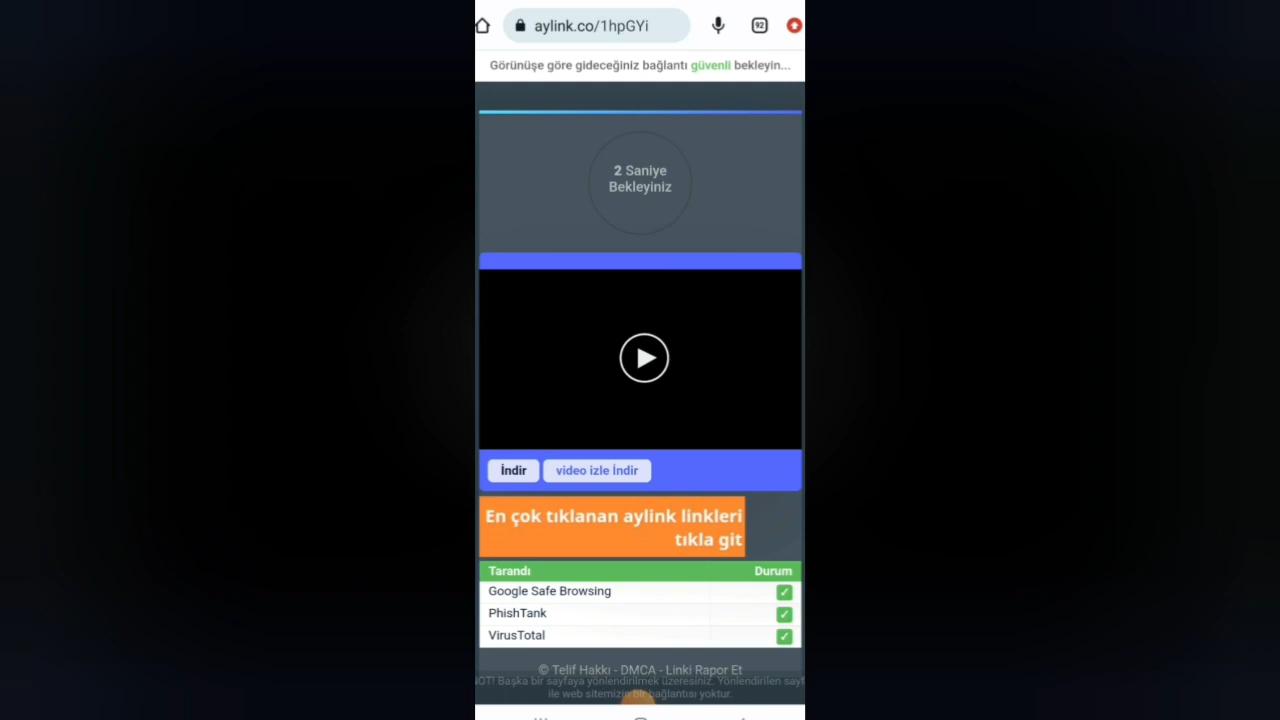 aylink.co/1hpGYi
92
Görünüşe göre gideceğiniz bağlantı güvenli bekleyin...
2 Saniye
Bekleyiniz
İndir
video izle İndir
En çok tıklanan aylink linkleri
tıkla git
Tarandı Durum
Google Safe Browsing
PhishTank
VirusTotal
© Telif Hakkı - DMCA - Linki Rapor Et
NOT! Başka bir sayfaya yönlendirilmek üzeresiniz. Yönlendirilen
ile web sitemizin bir bağlantısı yoktur.